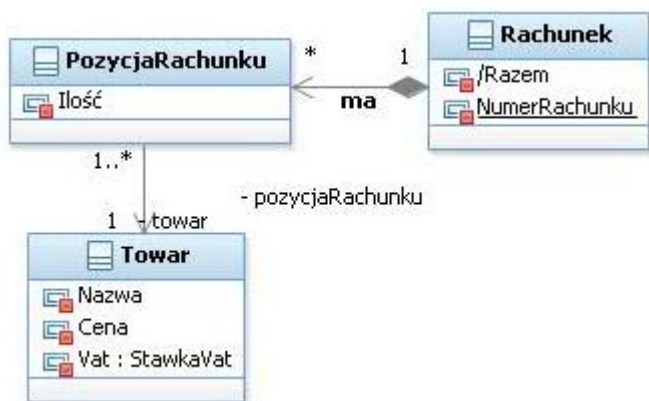 Rachunek
/Razem
NumerRachunku
PozycjaRachunku
Ilość
*
1
ma
1..*
- pozycjaRachunku
1
- towar
Towar
Nazwa
Cena
Vat : StawkaVat